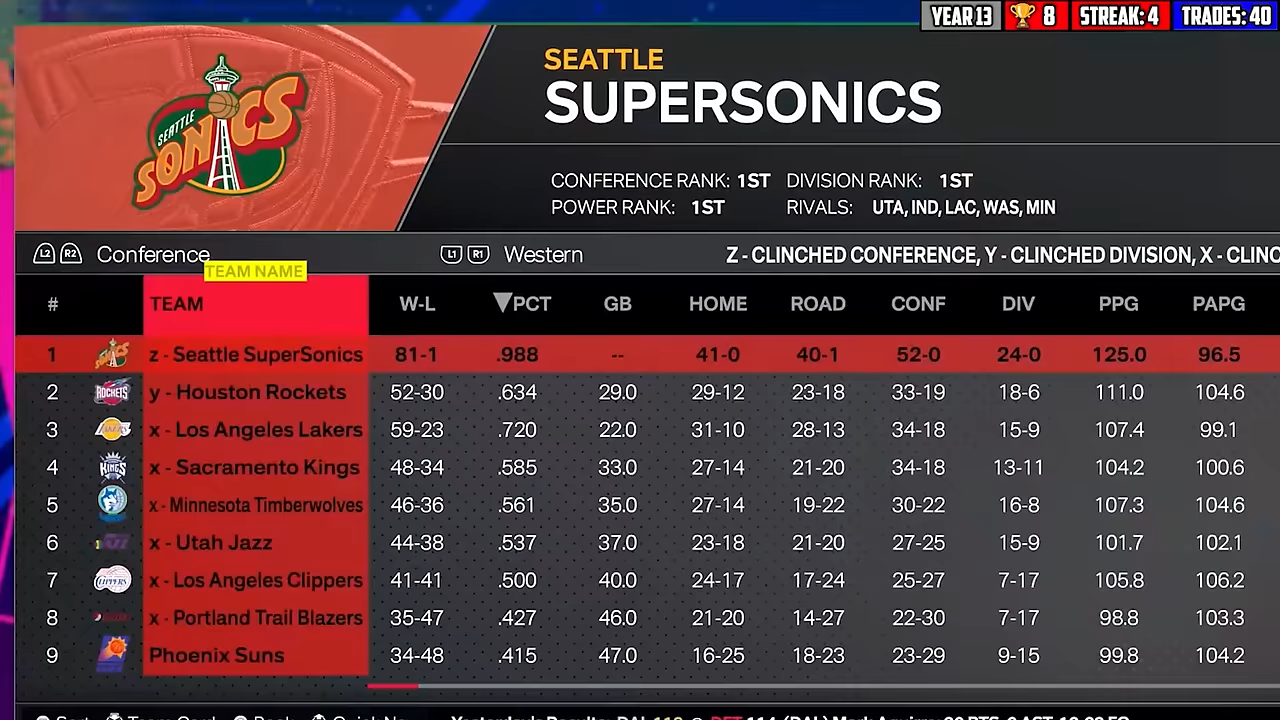 YEAR 13 🏆 8 STREAK: 4 TRADES: 40
SEATTLE
SUPERSONICS
SEATTLE
SONICS
CONFERENCE RANK: 1ST DIVISION RANK: 1ST
POWER RANK: 1ST RIVALS: UTA, IND, LAC, WAS, MIN
L2 R2 Conference L1 R1 Western Z - CLINCHED CONFERENCE, Y - CLINCHED DIVISION, X - CLINC
TEAM NAME
# TEAM W-L ▼PCT GB HOME ROAD CONF DIV PPG PAPG
1 z - Seattle SuperSonics 81-1 .988 -- 41-0 40-1 52-0 24-0 125.0 96.5
2 ROCKETS y - Houston Rockets 52-30 .634 29.0 29-12 23-18 33-19 18-6 111.0 104.6
3 LAKERS x - Los Angeles Lakers 59-23 .720 22.0 31-10 28-13 34-18 15-9 107.4 99.1
4 KINGS x - Sacramento Kings 48-34 .585 33.0 27-14 21-20 34-18 13-11 104.2 100.6
5 x - Minnesota Timberwolves 46-36 .561 35.0 27-14 19-22 30-22 16-8 107.3 104.6
6 x - Utah Jazz 44-38 .537 37.0 23-18 21-20 27-25 15-9 101.7 102.1
7 CLIPPERS x - Los Angeles Clippers 41-41 .500 40.0 24-17 17-24 25-27 7-17 105.8 106.2
8 x - Portland Trail Blazers 35-47 .427 46.0 21-20 14-27 22-30 7-17 98.8 103.3
9 Phoenix Suns 34-48 .415 47.0 16-25 18-23 23-29 9-15 99.8 104.2